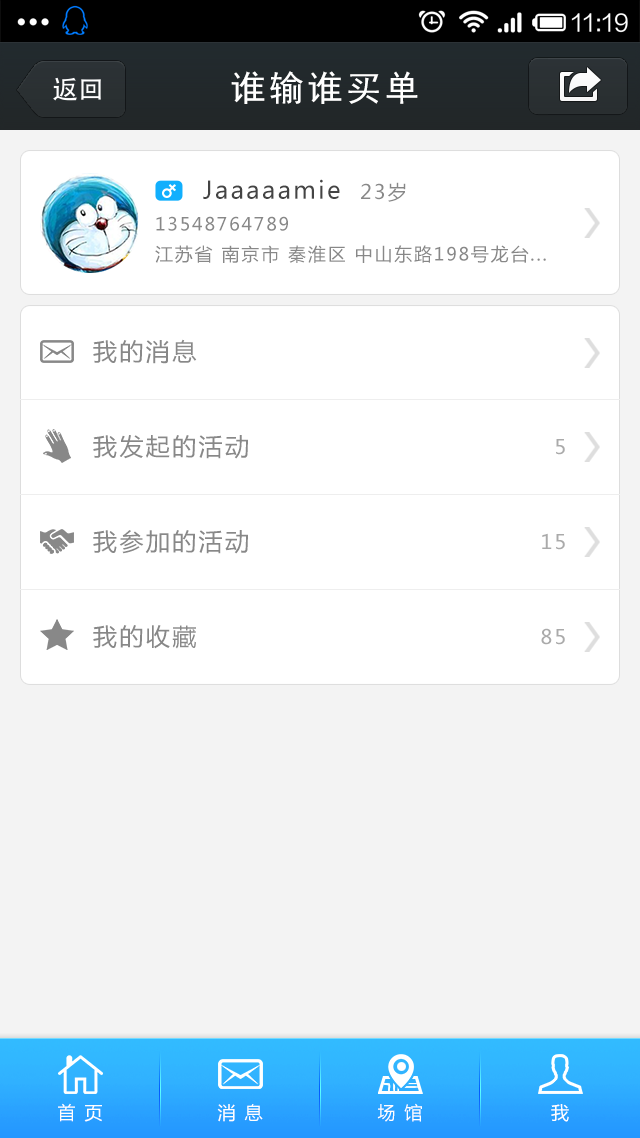 11:19
返回
谁输谁买单
Jaaaaamie 23岁
13548764789
江苏省 南京市 秦淮区 中山东路198号龙台...
我的消息
我发起的活动 5
我参加的活动 15
我的收藏 85
首页 消息 场馆 我